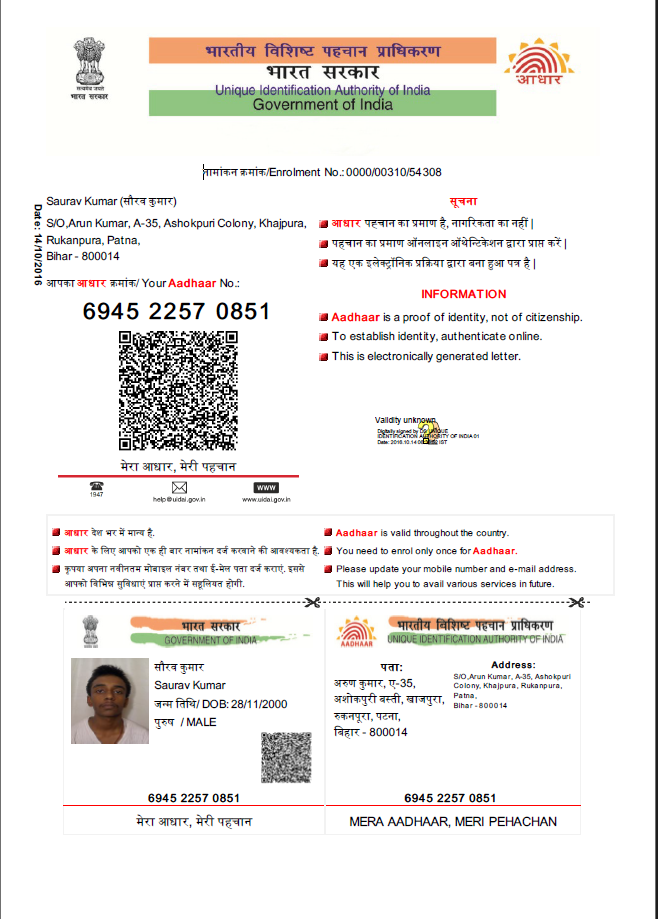 सत्यमेव जयते
भारत सरकार
भारतीय विशिष्ट पहचान प्राधिकरण
भारत सरकार
Unique Identification Authority of India
Government of India
आधार
नामांकन क्रमांक/Enrolment No.: 0000/00310/54308
Date: 14/10/2016
Saurav Kumar (सौरव कुमार)
S/O,Arun Kumar, A-35, Ashokpuri Colony, Khajpura,
Rukanpura, Patna,
Bihar - 800014
आपका आधार क्रमांक/ Your Aadhaar No.:
6945 2257 0851
मेरा आधार, मेरी पहचान
1947
help@uidai.gov.in
WWW
www.uidai.gov.in
सूचना
आधार पहचान का प्रमाण है, नागरिकता का नहीं |
पहचान का प्रमाण ऑनलाइन ऑथेन्टिकेशन द्वारा प्राप्त करें |
यह एक इलेक्ट्रॉनिक प्रक्रिया द्वारा बना हुआ पत्र है |
INFORMATION
Aadhaar is a proof of identity, not of citizenship.
To establish identity, authenticate online.
This is electronically generated letter.
Validity unknown
Digitally signed by DS UNIQUE
IDENTIFICATION AUTHORITY OF INDIA 01
Date: 2016.10.14 IST
आधार देश भर में मान्य है.
आधार के लिए आपको एक ही बार नामांकन दर्ज करवाने की आवश्यकता है.
कृपया अपना नवीनतम मोबाइल नंबर तथा ई-मेल पता दर्ज कराएं. इससे
आपको विभिन्न सुविधाएं प्राप्त करने में सहूलियत होगी.
Aadhaar is valid throughout the country.
You need to enrol only once for Aadhaar.
Please update your mobile number and e-mail address.
This will help you to avail various services in future.
भारत सरकार
GOVERNMENT OF INDIA
सौरव कुमार
Saurav Kumar
जन्म तिथि/ DOB: 28/11/2000
पुरुष / MALE
6945 2257 0851
मेरा आधार, मेरी पहचान
AADHAAR
भारतीय विशिष्ट पहचान प्राधिकरण
UNIQUE IDENTIFICATION AUTHORITY OF INDIA
पता:
अरुण कुमार, ए-35,
अशोकपुरी बस्ती, खाजपुरा,
रुकनपूरा, पटना,
बिहार - 800014
Address:
S/O,Arun Kumar, A-35, Ashokpuri
Colony, Khajpura, Rukanpura,
Patna,
Bihar - 800014
6945 2257 0851
MERA AADHAAR, MERI PEHACHAN